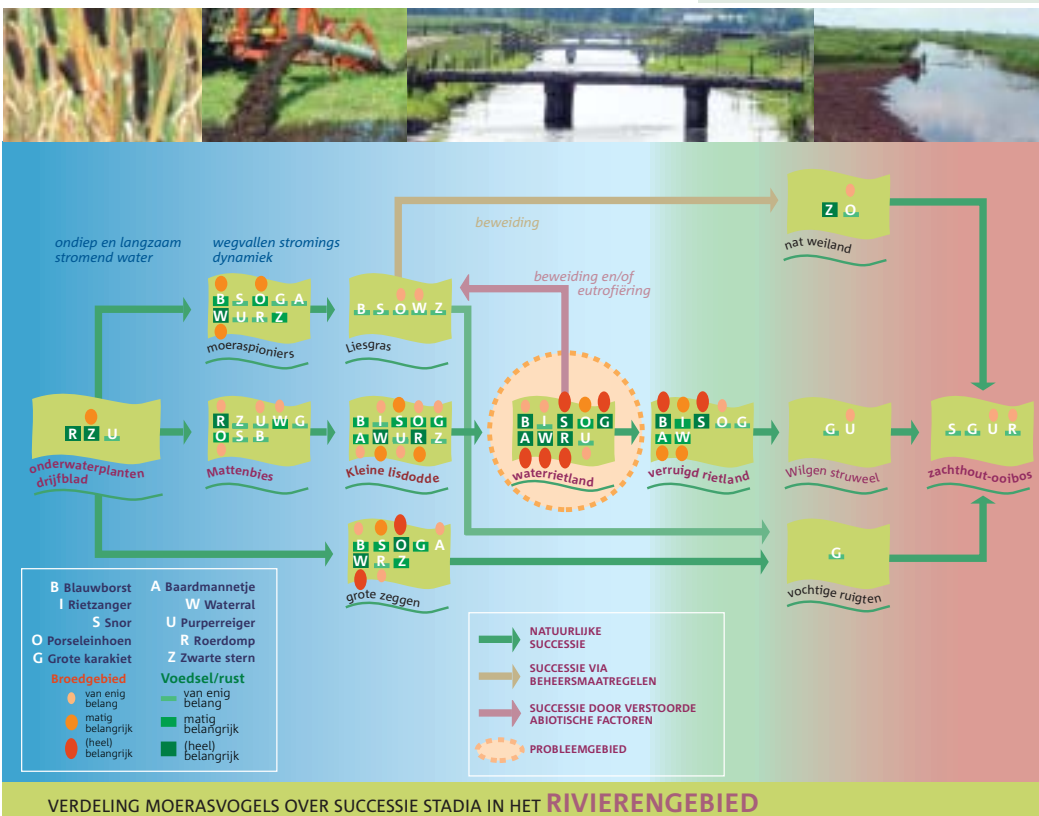 beweiding
Z O
nat weiland
ondiep en langzaam
stromend water
wegvallen stromings
dynamiek
beweiding en/of
eutrofiëring
B S O G A
W U R Z
moeraspioniers
B S O W Z
Liesgras
R Z U
onderwaterplanten
drijfblad
R Z U W G
O S B
Mattenbies
B I S O G
A W U R Z
Kleine lisdodde
B I S O G
A W R U
waterrietland
B I S O G
A W
verruigd rietland
G U
Wilgen struweel
S G U R
zachthout-ooibos
B S O G A
W R Z
grote zeggen
G
vochtige ruigten
B Blauwborst A Baardmannetje
I Rietzanger W Waterral
S Snor U Purperreiger
O Porseleinhoen R Roerdomp
G Grote karakiet Z Zwarte stern
Broedgebied Voedsel/rust
van enig van enig
belang belang
matig matig
belangrijk belangrijk
(heel) (heel)
belangrijk belangrijk
NATUURLIJKE
SUCCESSIE
SUCCESSIE VIA
BEHEERSMAATREGELEN
SUCCESSIE DOOR VERSTOORDE
ABIOTISCHE FACTOREN
PROBLEEMGEBIED
VERDELING MOERASVOGELS OVER SUCCESSIE STADIA IN HET RIVIERENGEBIED